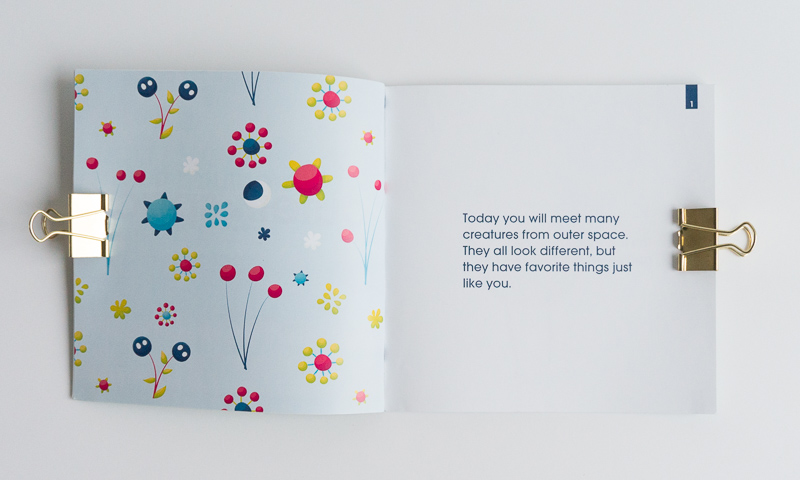 1
Today you will meet many
creatures from outer space.
They all look different, but
they have favorite things just
like you.